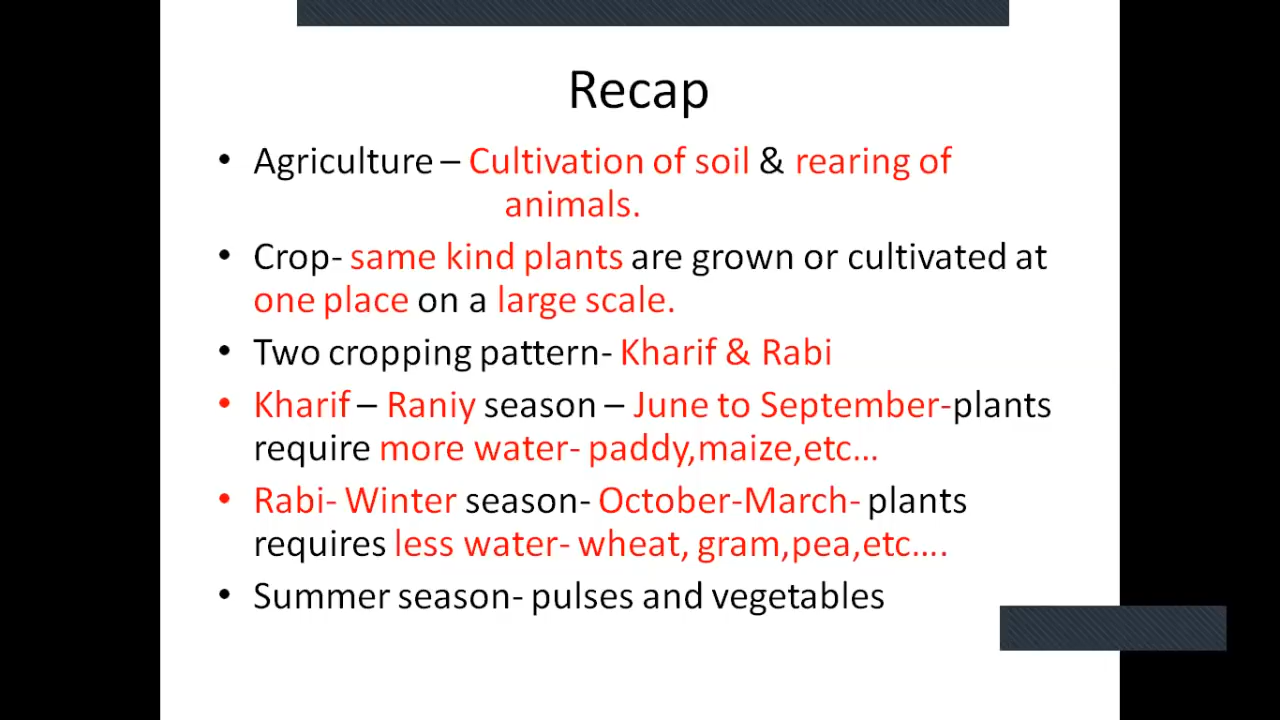 Recap
• Agriculture – Cultivation of soil & rearing of
animals.
• Crop- same kind plants are grown or cultivated at
one place on a large scale.
• Two cropping pattern- Kharif & Rabi
• Kharif – Raniy season – June to September-plants
require more water- paddy,maize,etc…
• Rabi- Winter season- October-March- plants
requires less water- wheat, gram,pea,etc….
• Summer season- pulses and vegetables